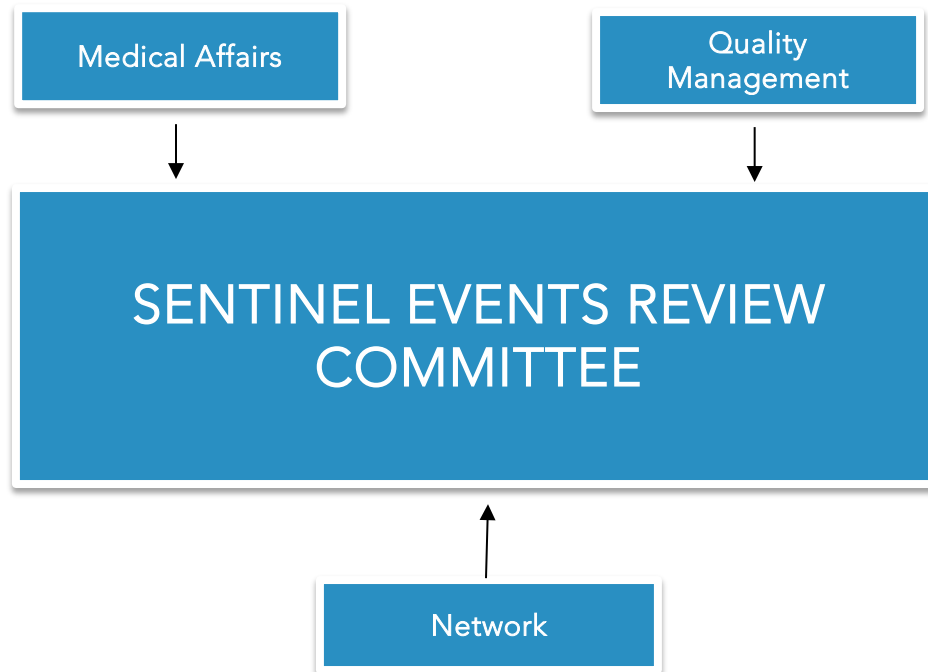 Medical Affairs
Quality
Management
SENTINEL EVENTS REVIEW
COMMITTEE
Network